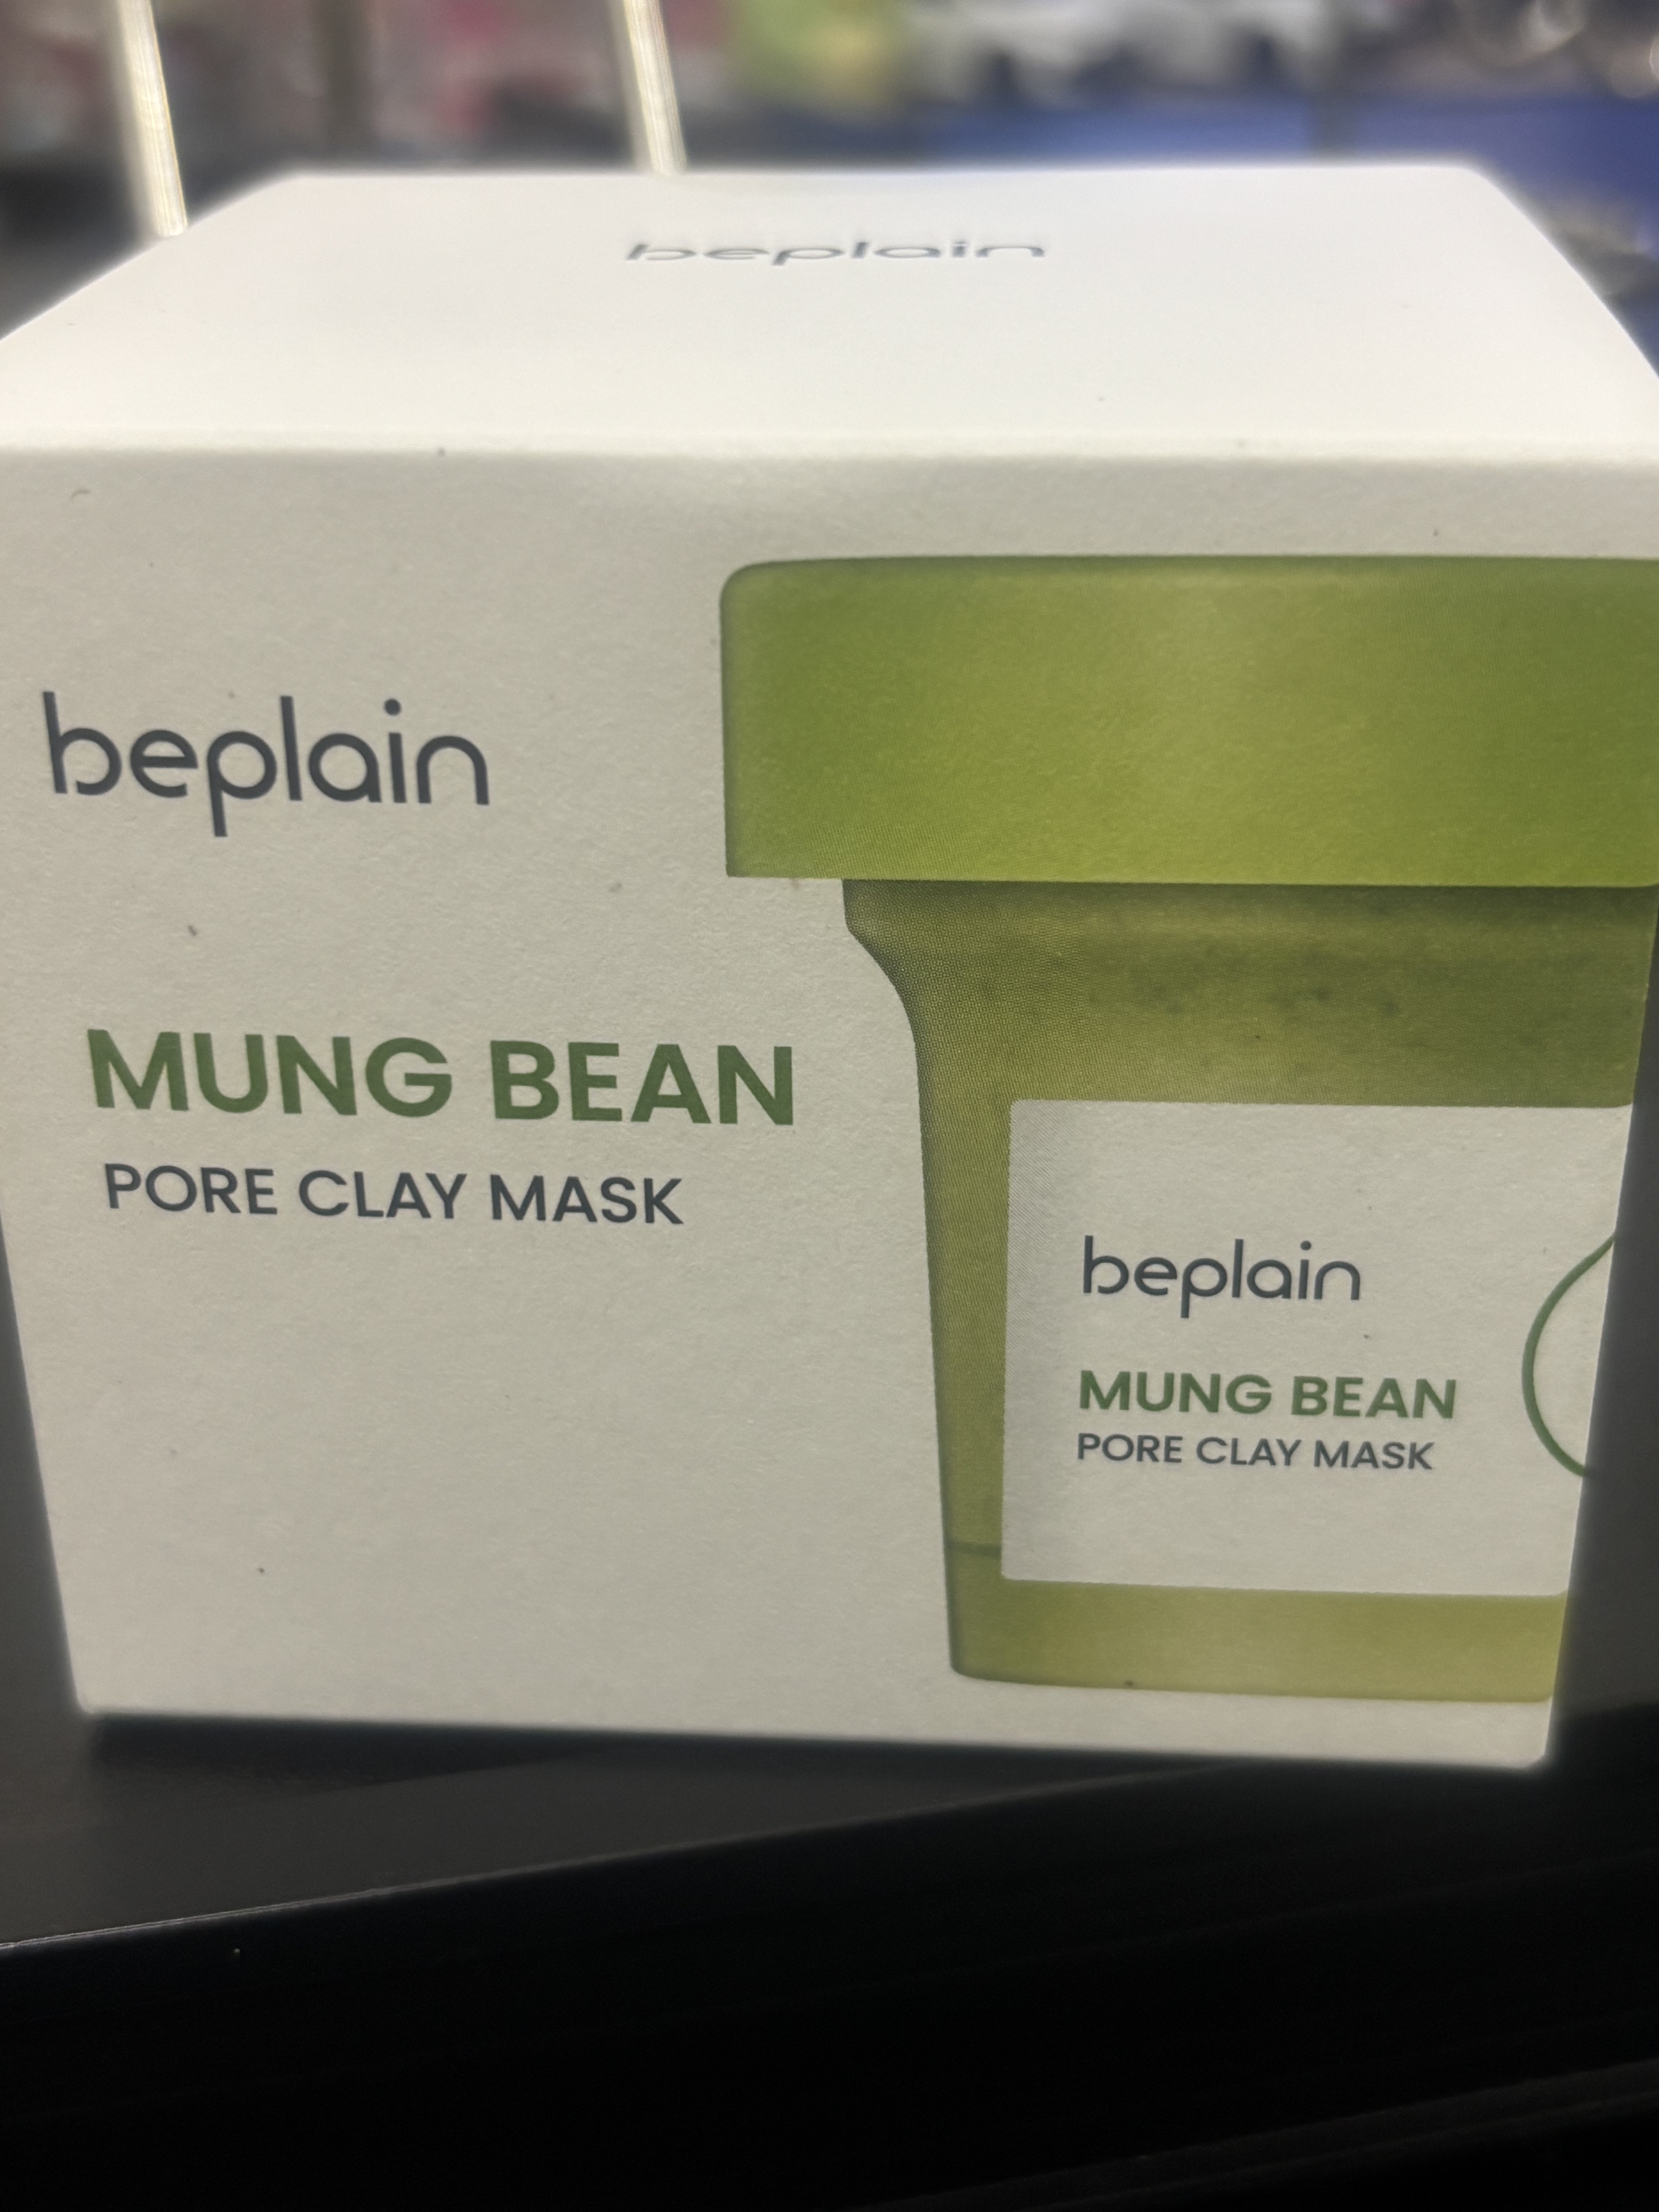 beplain
beplain
MUNG BEAN
PORE CLAY MASK
beplain
MUNG BEAN
PORE CLAY MASK